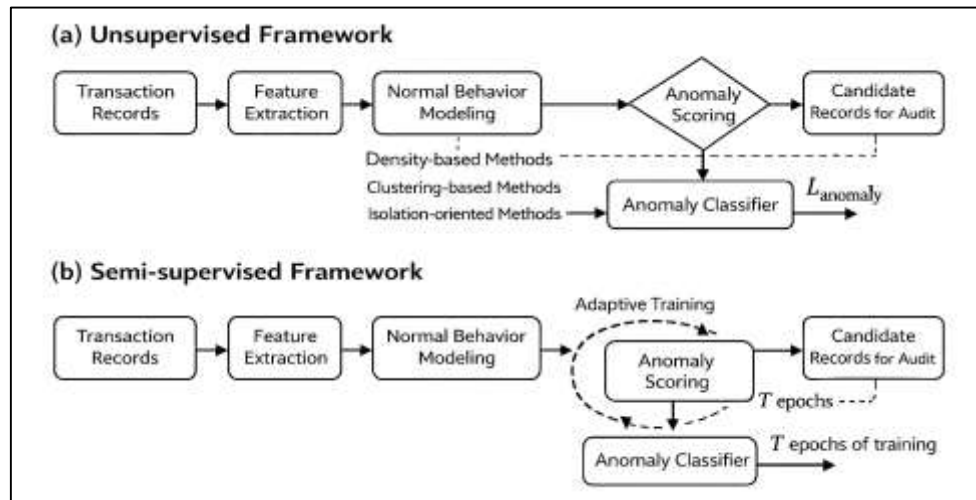 (a) Unsupervised Framework
Transaction
Records
Feature
Extraction
Normal Behavior
Modeling
Anomaly
Scoring
Candidate
Records for Audit
Density-based Methods
Clustering-based Methods
Isolation-oriented Methods
Anomaly Classifier
L_anomaly
(b) Semi-supervised Framework
Adaptive Training
Transaction
Records
Feature
Extraction
Normal Behavior
Modeling
Anomaly
Scoring
Candidate
Records for Audit
T epochs
Anomaly Classifier
T epochs of training